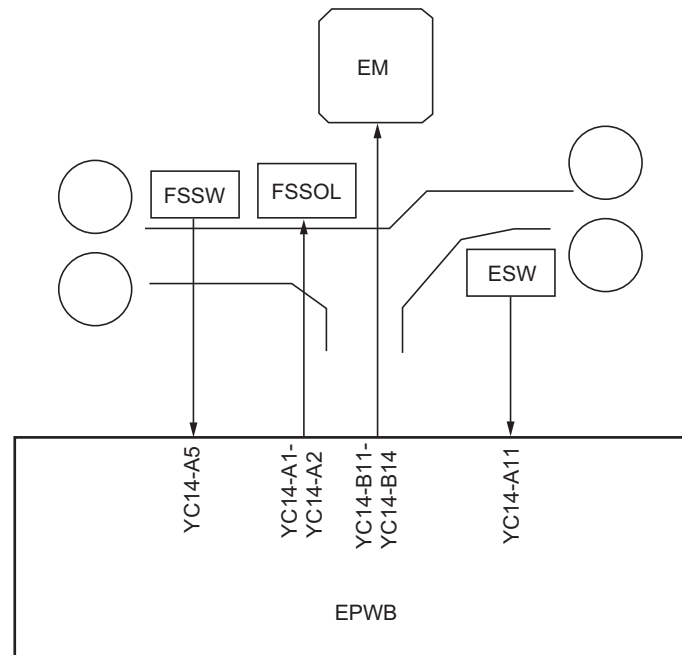 EM
FSSW
FSSOL
ESW
YC14-A5
YC14-A1-
YC14-A2
YC14-B11-
YC14-B14
YC14-A11
EPWB